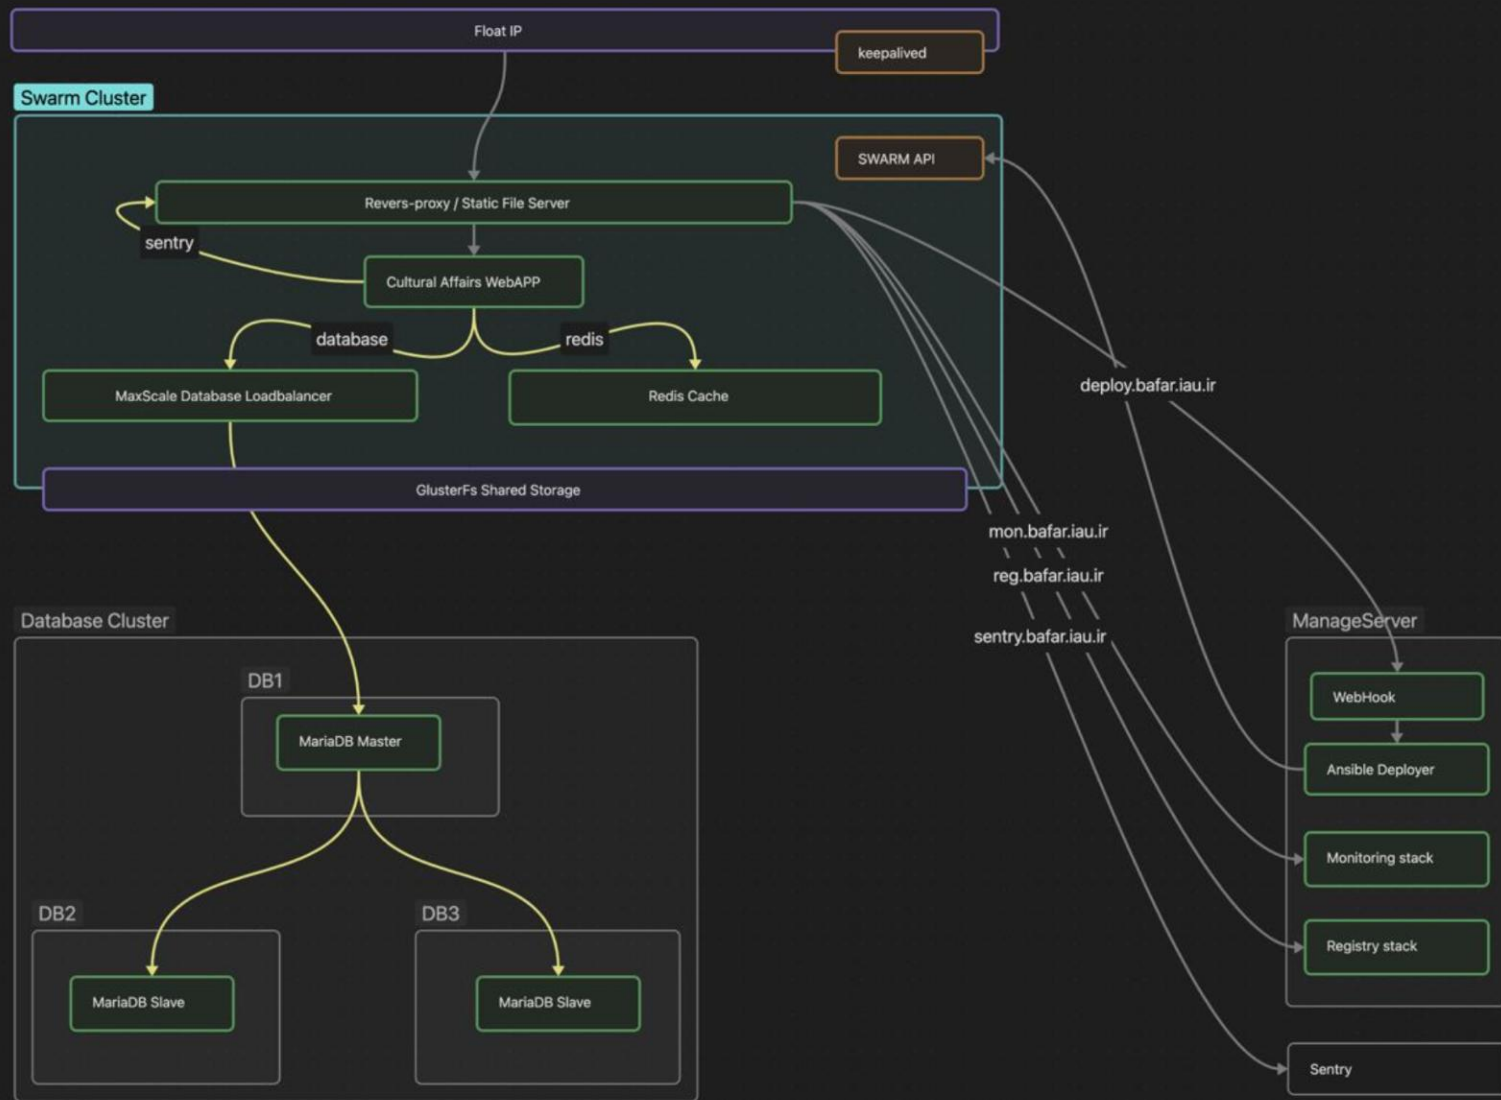 Float IP
keepalived
Swarm Cluster
SWARM API
Revers-proxy / Static File Server
sentry
Cultural Affairs WebAPP
database
redis
MaxScale Database Loadbalancer
Redis Cache
deploy.bafar.iau.ir
GlusterFs Shared Storage
mon.bafar.iau.ir
reg.bafar.iau.ir
sentry.bafar.iau.ir
Database Cluster
ManageServer
DB1
WebHook
MariaDB Master
Ansible Deployer
Monitoring stack
DB2
DB3
Registry stack
MariaDB Slave
MariaDB Slave
Sentry